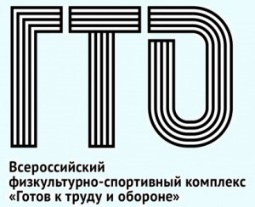 ГТО
Всероссийский
физкультурно-спортивный комплекс
«Готов к труду и обороне»